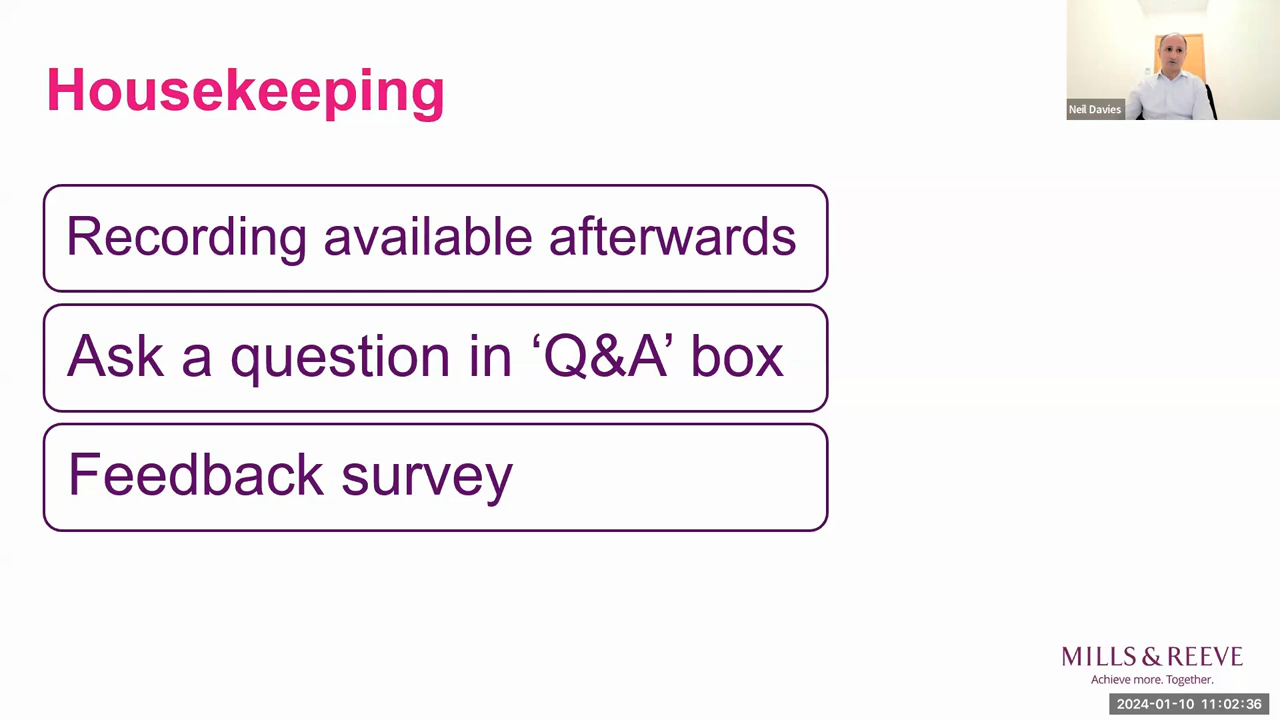 Housekeeping
Neil Davies
Recording available afterwards
Ask a question in ‘Q&A’ box
Feedback survey
MILLS & REEVE
Achieve more. Together.
2024-01-10 11:02:36